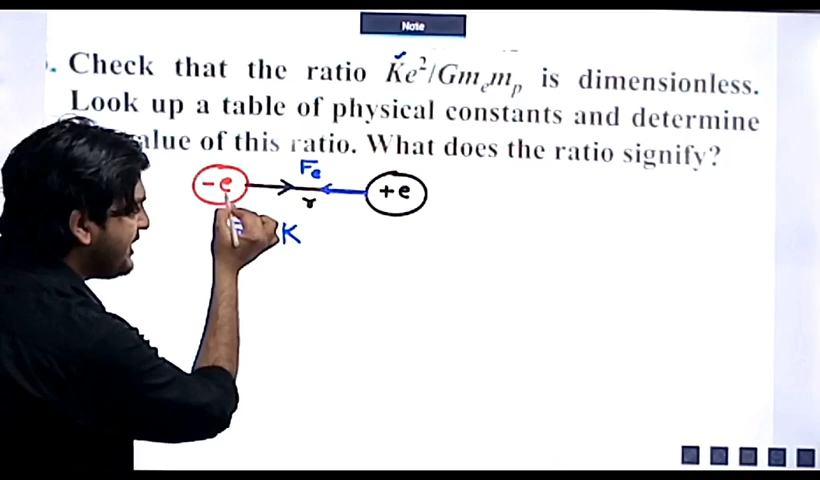 Note
. Check that the ratio Ke²/Gmₑmₚ is dimensionless.
Look up a table of physical constants and determine
alue of this ratio. What does the ratio signify?
Fe
-e
+e
r
K